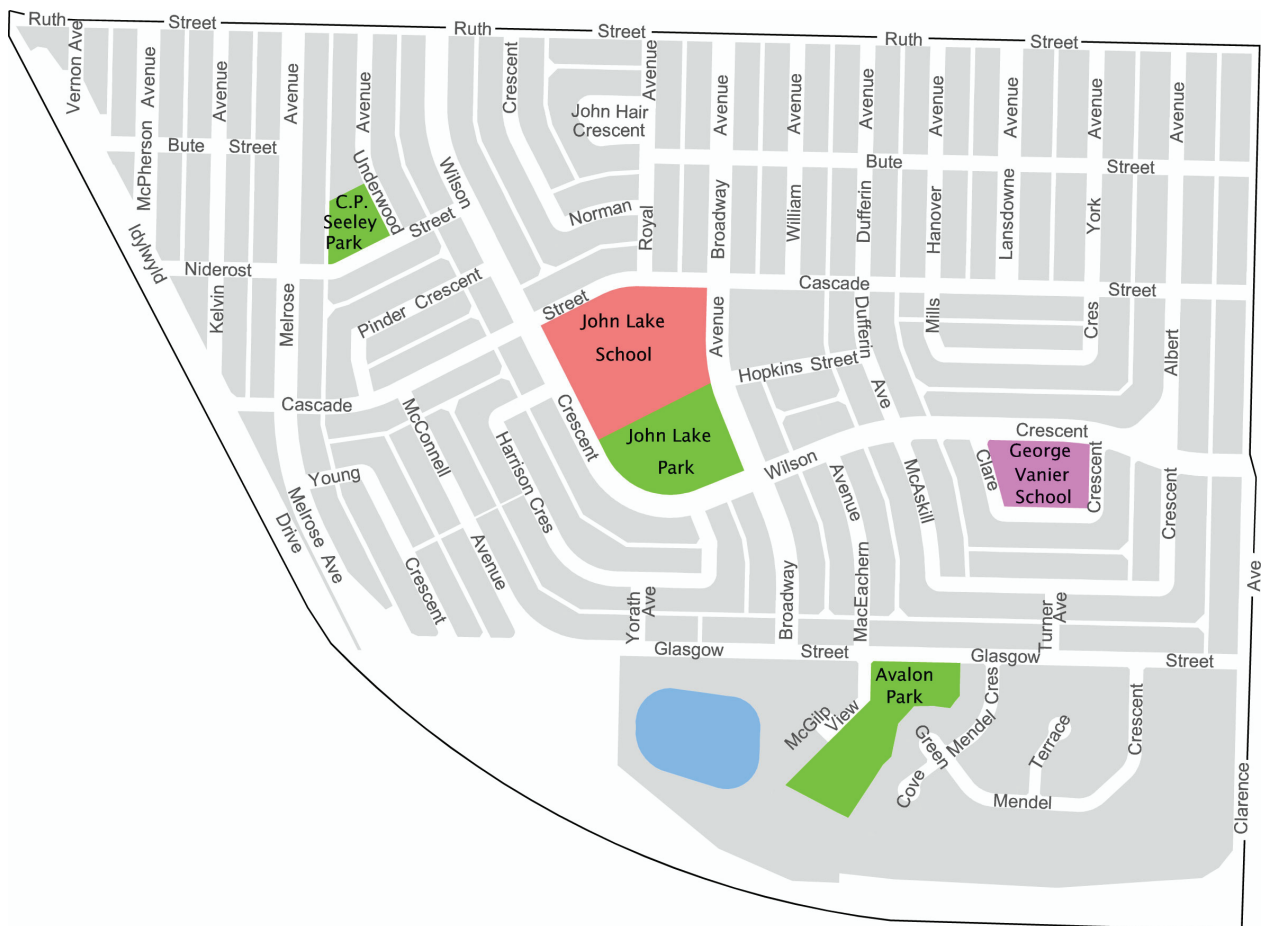 Ruth Street Ruth Street Ruth Street
Vernon Ave
McPherson Avenue
Avenue
Avenue
Avenue
Crescent
Avenue
Avenue
Avenue
Avenue
Avenue
Avenue
Avenue
Avenue
John Hair
Crescent
Bute Street
Bute Street
Underwood
Wilson
C.P.
Seeley
Park
Street
Norman
Royal
Broadway
William
Dufferin
Hanover
Lansdowne
York
Idylwyld
Niderost
Kelvin
Melrose
Pinder Crescent
Cascade Street
Street
John Lake
School
Avenue
Dufferin
Mills
Cres
Albert
Hopkins Street
Ave
Cascade
McConnell
Crescent
John Lake
Park
Crescent
Harrison Cres
Wilson
George
Vanier
School
Clare
Crescent
Young
Melrose Ave
Drive
Avenue
McAskill
Crescent
Crescent
Avenue
Broadway
MacEachern
Yorath
Ave
Turner
Ave
Ave
Glasgow Street Glasgow Street
Avalon
Park
McGilp
View
Mendel Cres
Green
Cove
Terrace
Crescent
Mendel
Clarence